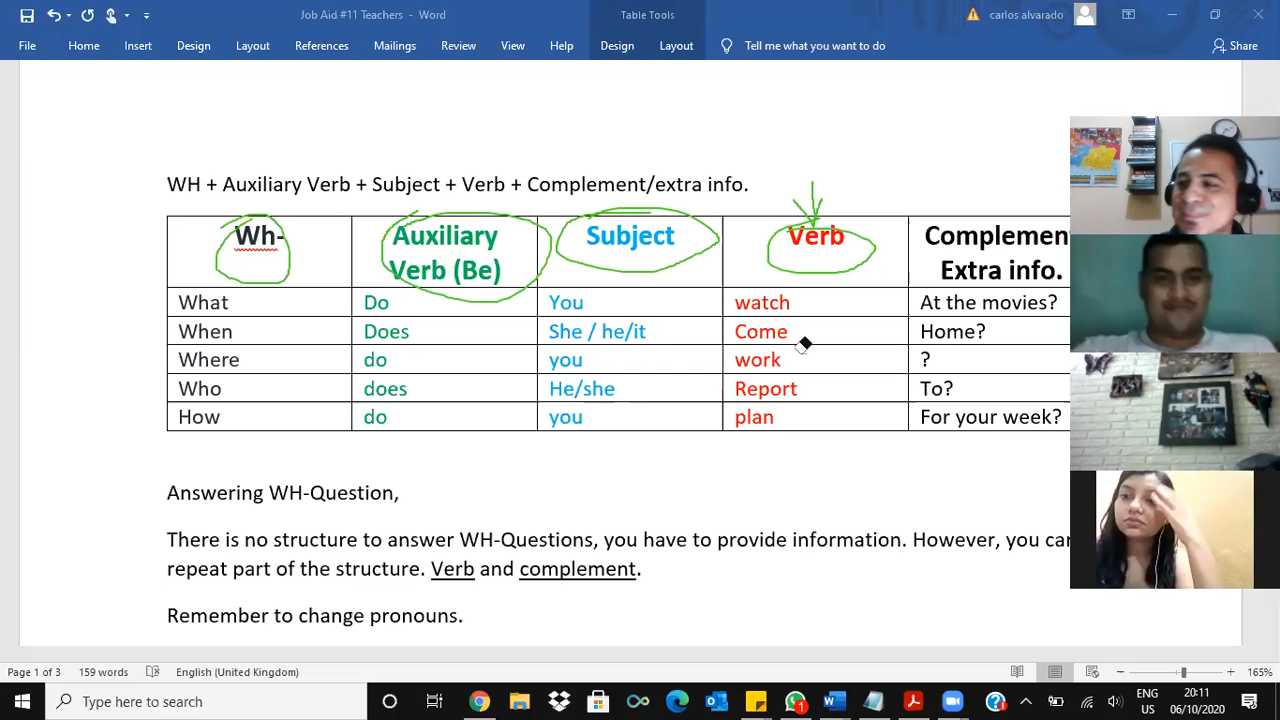 Job Aid #11 Teachers - Word
Table Tools
carlos alvarado
File Home Insert Design Layout References Mailings Review View Help Design Layout Tell me what you want to do Share
WH + Auxiliary Verb + Subject + Verb + Complement/extra info.
Wh- Auxiliary Verb (Be) Subject Verb Complement Extra info.
What Do You watch At the movies?
When Does She / he/it Come Home?
Where do you work ?
Who does He/she Report To?
How do you plan For your week?
Answering WH-Question,
There is no structure to answer WH-Questions, you have to provide information. However, you can
repeat part of the structure. Verb and complement.
Remember to change pronouns.
Page 1 of 3 159 words English (United Kingdom) 165%
Type here to search
ENG 20:11
US 06/10/2020